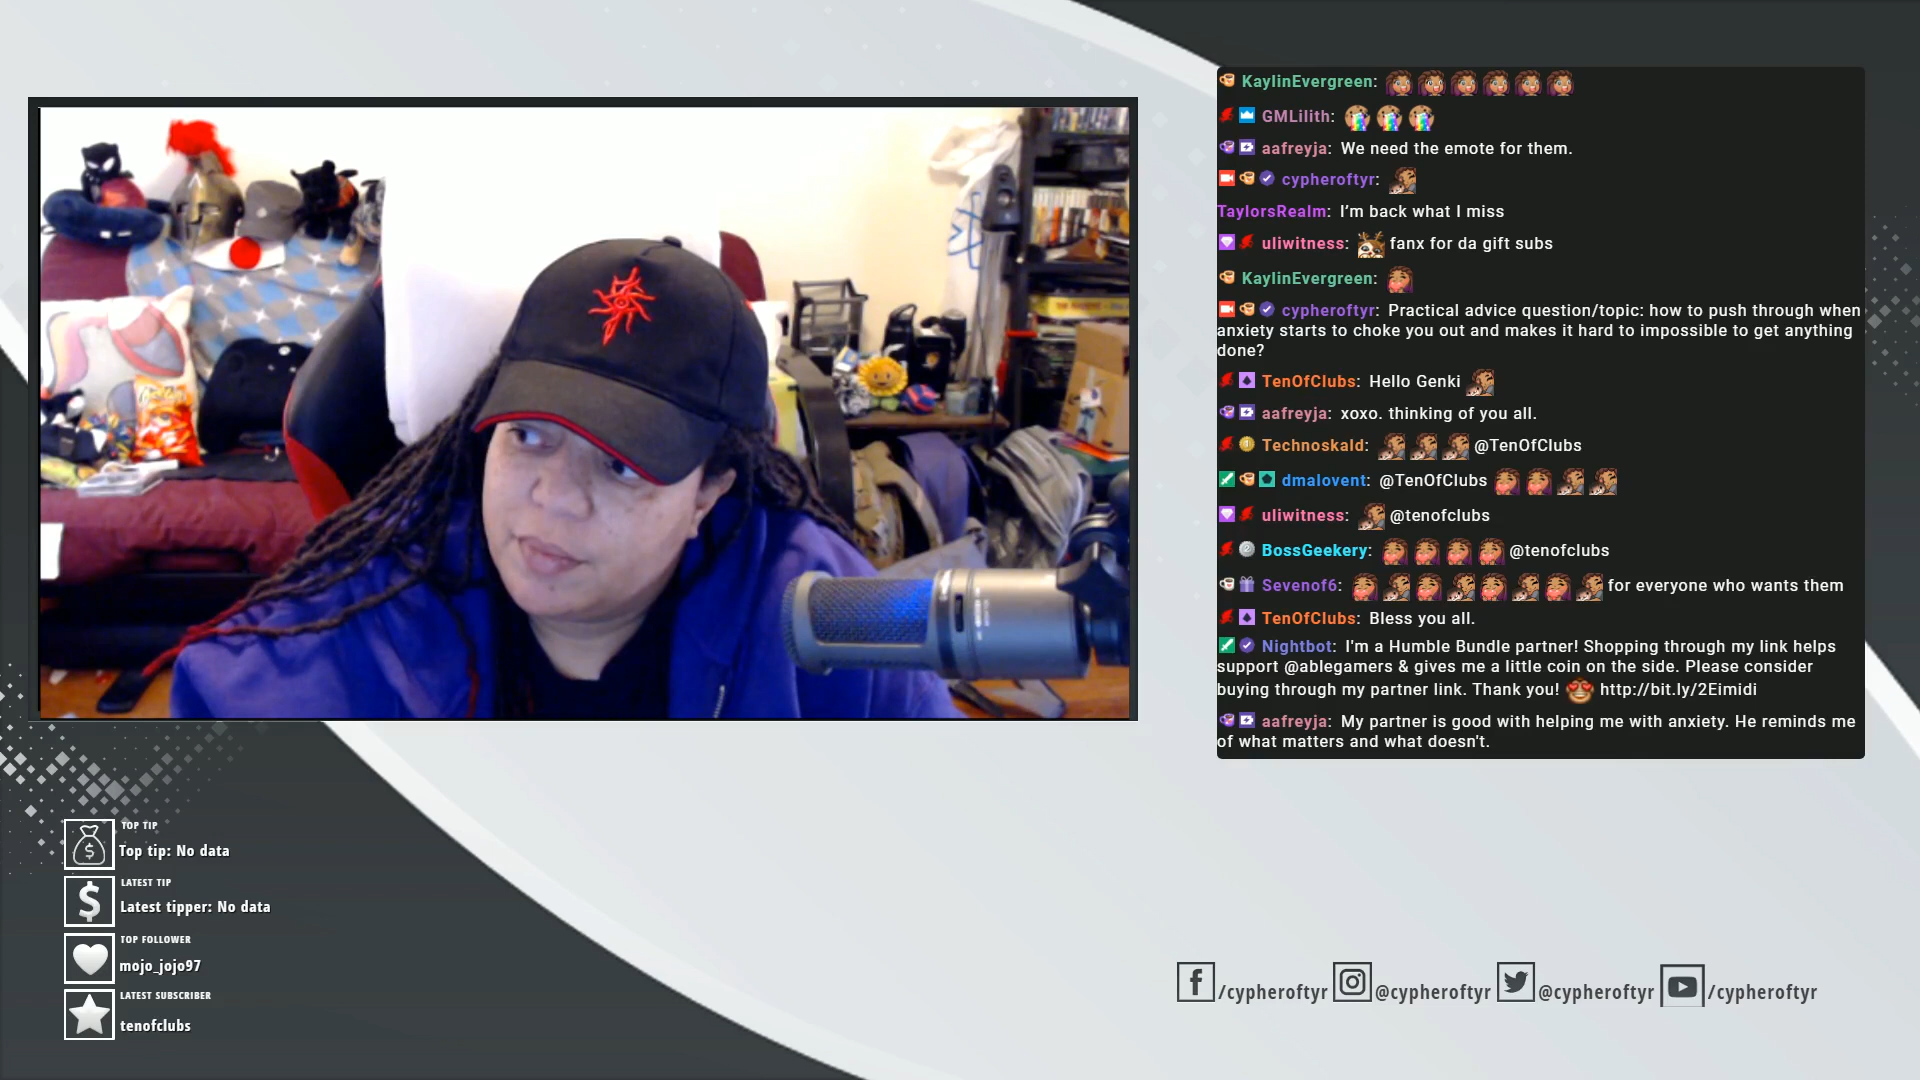 KaylinEvergreen:
GMLilith:
aafreyja: We need the emote for them.
cypheroftyr:
TaylorsRealm: I'm back what I miss
uliwitness: fanx for da gift subs
KaylinEvergreen:
cypheroftyr: Practical advice question/topic: how to push through when
anxiety starts to choke you out and makes it hard to impossible to get anything
done?
TenOfClubs: Hello Genki
aafreyja: xoxo. thinking of you all.
Technoskald: @TenOfClubs
dmalovent: @TenOfClubs
uliwitness: @tenofclubs
BossGeekery: @tenofclubs
Sevenof6: for everyone who wants them
TenOfClubs: Bless you all.
Nightbot: I'm a Humble Bundle partner! Shopping through my link helps
support @ablegamers & gives me a little coin on the side. Please consider
buying through my partner link. Thank you! http://bit.ly/2Eimidi
aafreyja: My partner is good with helping me with anxiety. He reminds me
of what matters and what doesn't.
TOP TIP
Top tip: No data
LATEST TIP
Latest tipper: No data
TOP FOLLOWER
mojo_jojo97
LATEST SUBSCRIBER
tenofclubs
/cypheroftyr @cypheroftyr @cypheroftyr /cypheroftyr